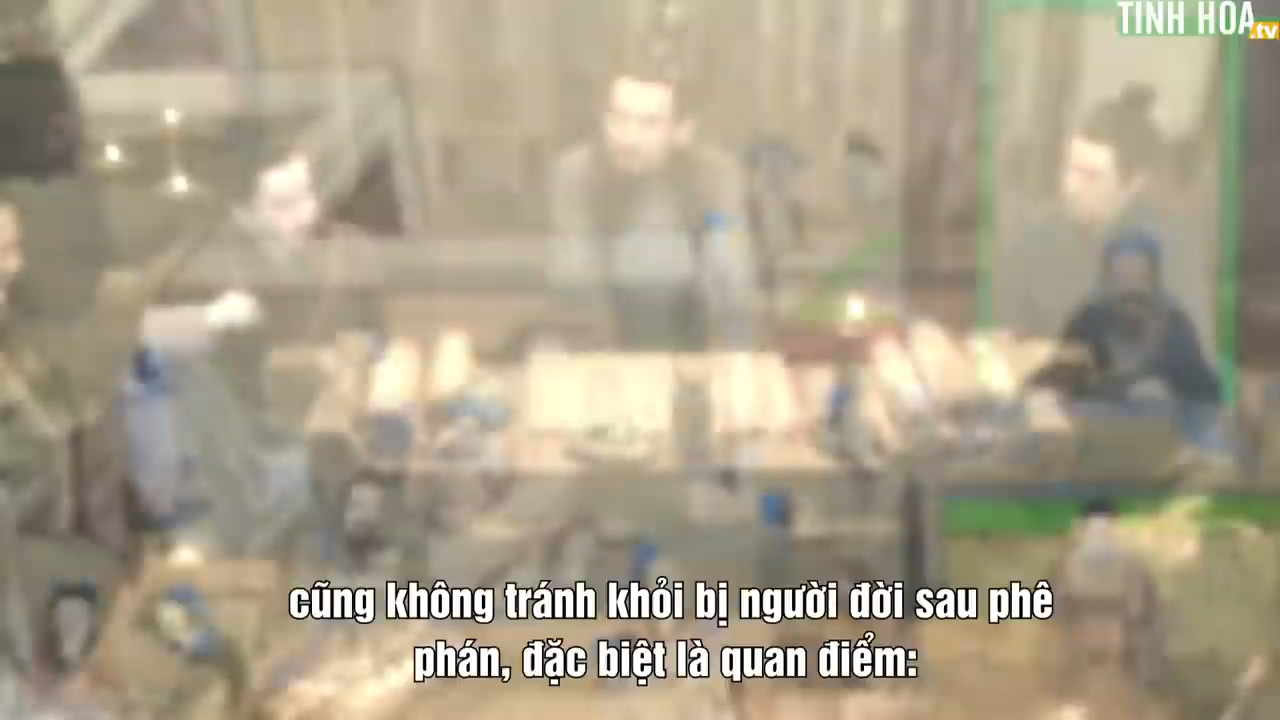 TINH HOA
.tv
cũng không tránh khỏi bị người đời sau phê
phán, đặc biệt là quan điểm: